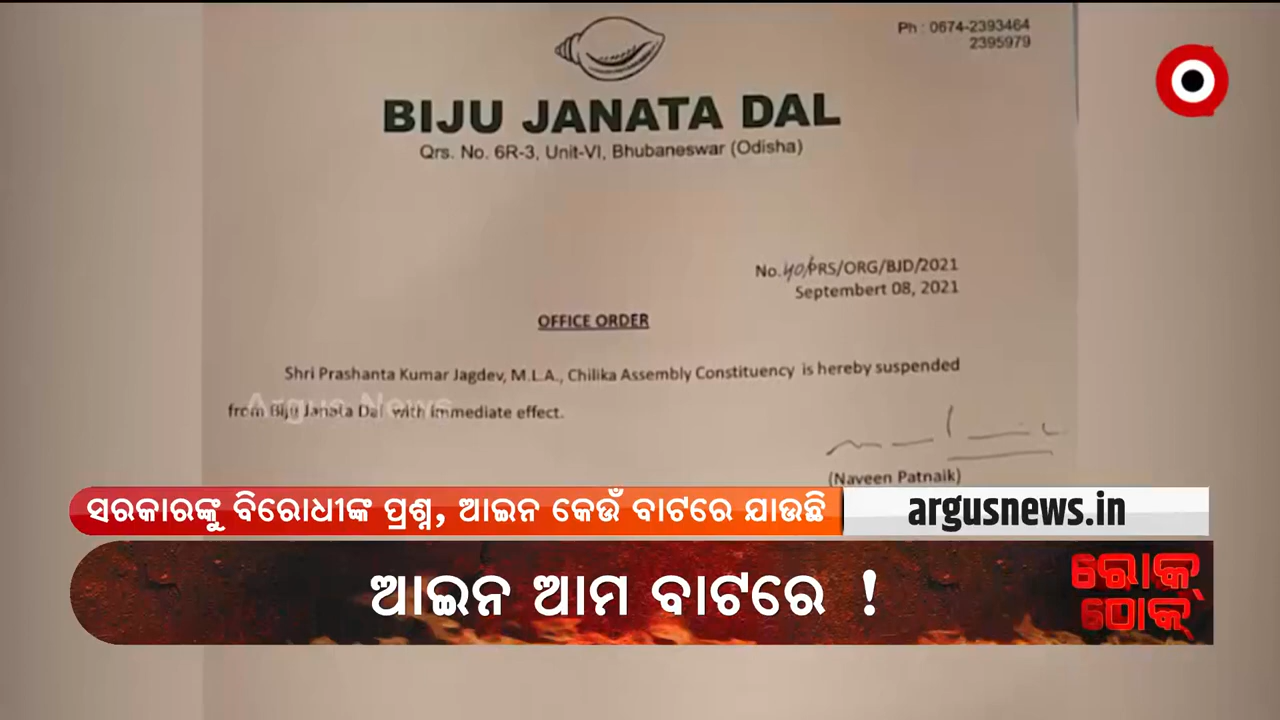 Ph : 0674-2393464
2395979
BIJU JANATA DAL
Qrs. No. 6R-3, Unit-VI, Bhubaneswar (Odisha)
No.40/PRS/ORG/BJD/2021
Septembert 08, 2021
OFFICE ORDER
Shri Prashanta Kumar Jagdev, M.L.A., Chilika Assembly Constituency is hereby suspended
from Biju Janata Dal with immediate effect.
Argus News
(Naveen Patnaik)
ସରକାରଙ୍କୁ ବିରୋଧୀଙ୍କ ପ୍ରଶ୍ନ, ଆଇନ କେଉଁ ବାଟରେ ଯାଉଛି
argusnews.in
ଆଇନ ଆମ ବାଟରେ !
ରୋକ୍
ଠୋକ୍